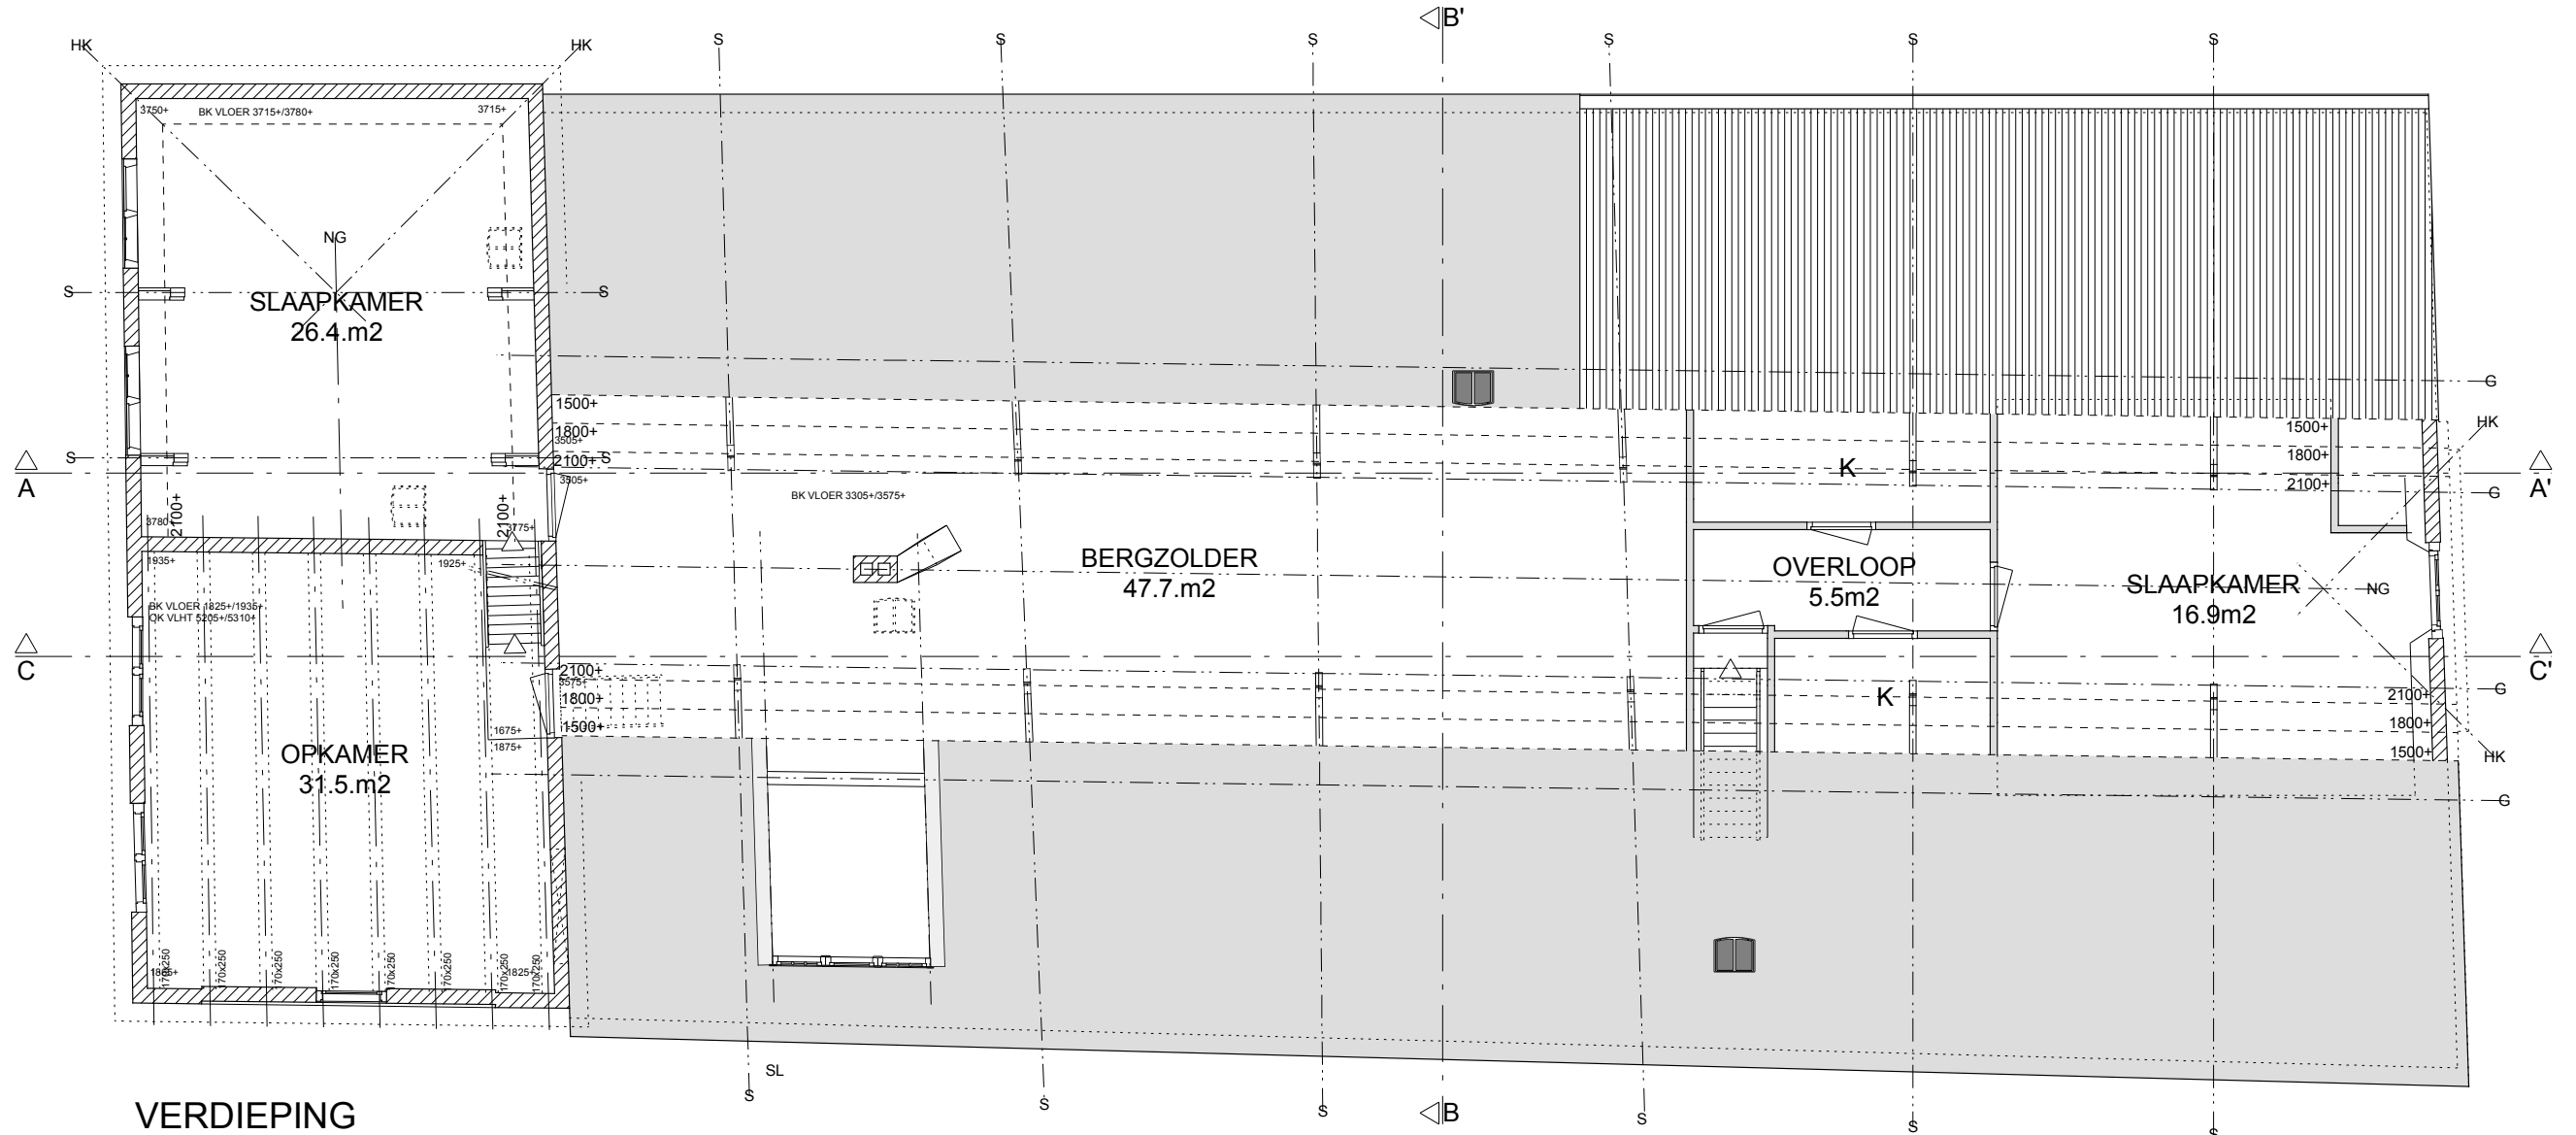 B'
HK
HK
S
S
S
S
S
S
3750+
BK VLOER 3715+/3780+
3715+
NG
S
SLAAPKAMER
26.4.m2
S
G
1500+
1800+
3505+
2100+
3505+
S
S
HK
1500+
1800+
2100+
G
A
K
A'
BK VLOER 3305+/3575+
2100+
2100+
3780+
3775+
1935+
1925+
BERGZOLDER
47.7.m2
OVERLOOP
5.5m2
SLAAPKAMER
16.9m2
NG
BK VLOER 1825+/1935+
OK VLHT 5205+/5310+
C
C'
2100+
3575+
1800+
1500+
K
G
2100+
1800+
1500+
HK
1675+
1875+
OPKAMER
31.5.m2
G
170x250
170x250
170x250
170x250
170x250
170x250
170x250
170x250
1825+
SL
S
S
S
B
S
S
S
VERDIEPING